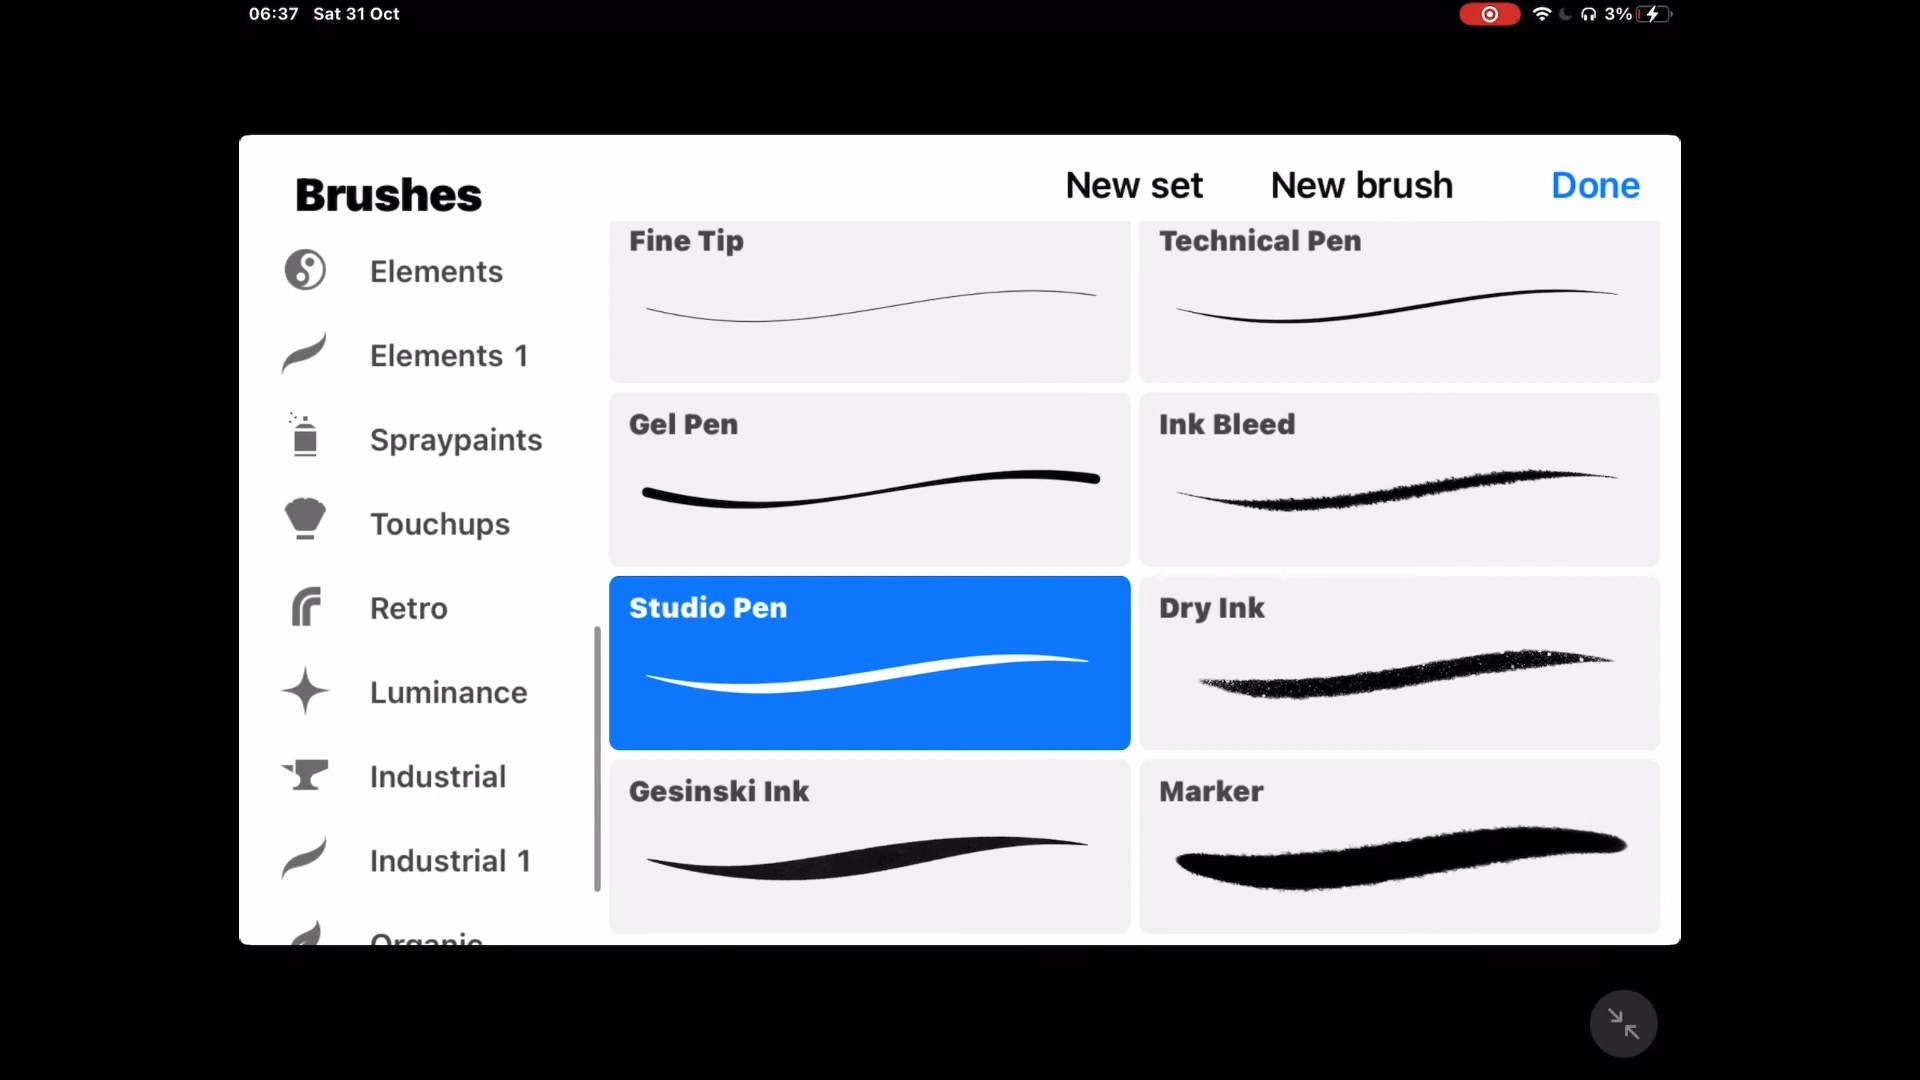 06:37 Sat 31 Oct
3%
Brushes
New set
New brush
Done
Elements
Elements 1
Spraypaints
Touchups
Retro
Luminance
Industrial
Industrial 1
Organic
Fine Tip
Technical Pen
Gel Pen
Ink Bleed
Studio Pen
Dry Ink
Gesinski Ink
Marker